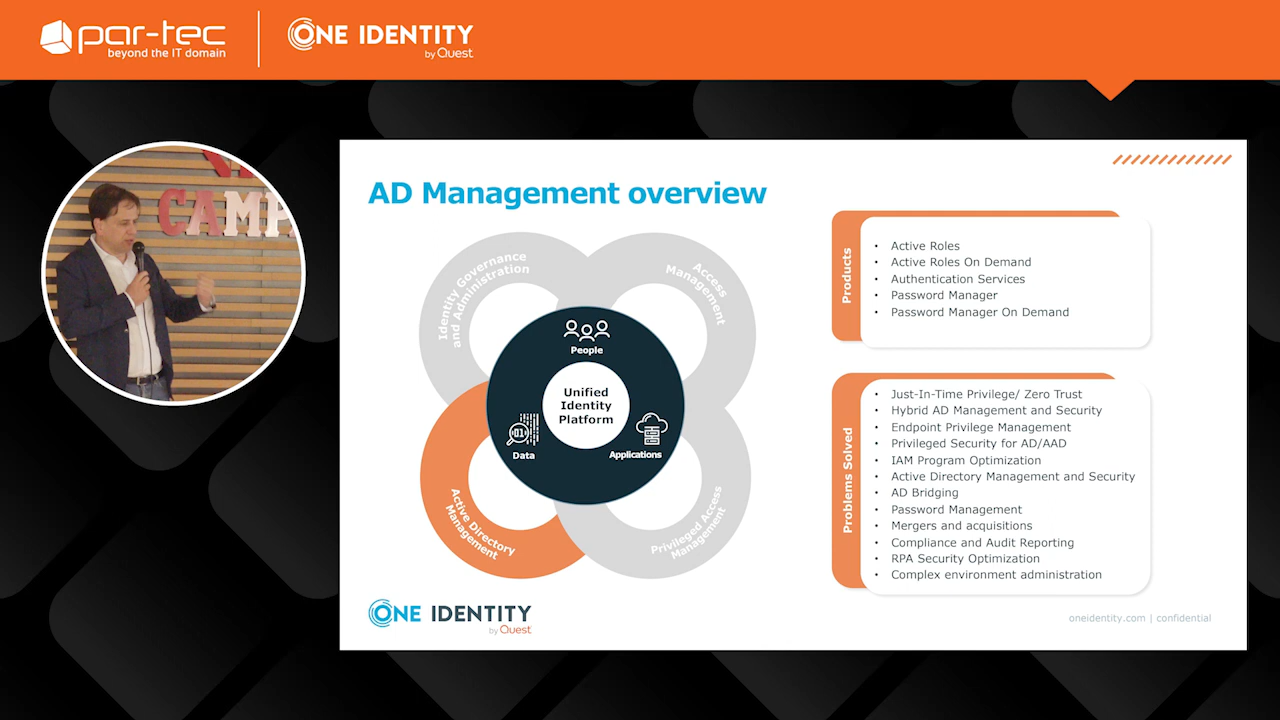 par-tec
beyond the IT domain
ONE IDENTITY
by Quest
CAMP
AD Management overview
Identity Governance
and Administration
Access
Management
People
Unified
Identity
Platform
Data
Applications
Active Directory
Management
Privileged Access
Management
Products
• Active Roles
• Active Roles On Demand
• Authentication Services
• Password Manager
• Password Manager On Demand
Problems Solved
• Just-In-Time Privilege/ Zero Trust
• Hybrid AD Management and Security
• Endpoint Privilege Management
• Privileged Security for AD/AAD
• IAM Program Optimization
• Active Directory Management and Security
• AD Bridging
• Password Management
• Mergers and acquisitions
• Compliance and Audit Reporting
• RPA Security Optimization
• Complex environment administration
ONE IDENTITY
by Quest
oneidentity.com | confidential